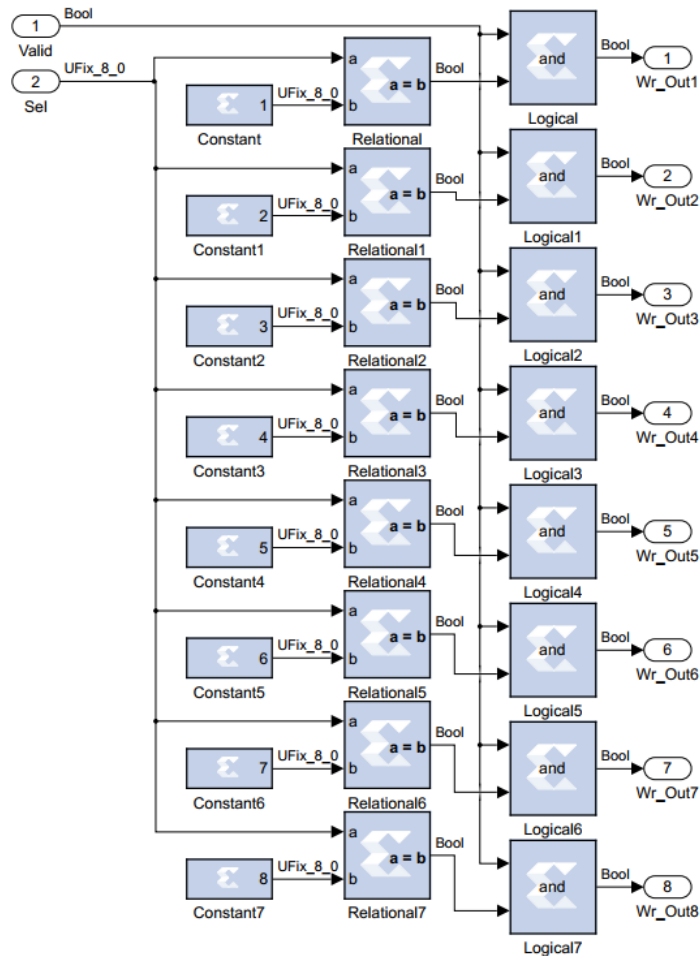 1
Bool
Valid
2
UFix_8_0
Sel
1
UFix_8_0
Constant
a
b
a = b
Bool
Relational
and
Logical
Bool
1
Wr_Out1
2
UFix_8_0
Constant1
a
b
a = b
Bool
Relational1
and
Logical1
Bool
2
Wr_Out2
3
UFix_8_0
Constant2
a
b
a = b
Bool
Relational2
and
Logical2
Bool
3
Wr_Out3
4
UFix_8_0
Constant3
a
b
a = b
Bool
Relational3
and
Logical3
Bool
4
Wr_Out4
5
UFix_8_0
Constant4
a
b
a = b
Bool
Relational4
and
Logical4
Bool
5
Wr_Out5
6
UFix_8_0
Constant5
a
b
a = b
Bool
Relational5
and
Logical5
Bool
6
Wr_Out6
7
UFix_8_0
Constant6
a
b
a = b
Bool
Relational6
and
Logical6
Bool
7
Wr_Out7
8
UFix_8_0
Constant7
a
b
a = b
Bool
Relational7
and
Logical7
Bool
8
Wr_Out8